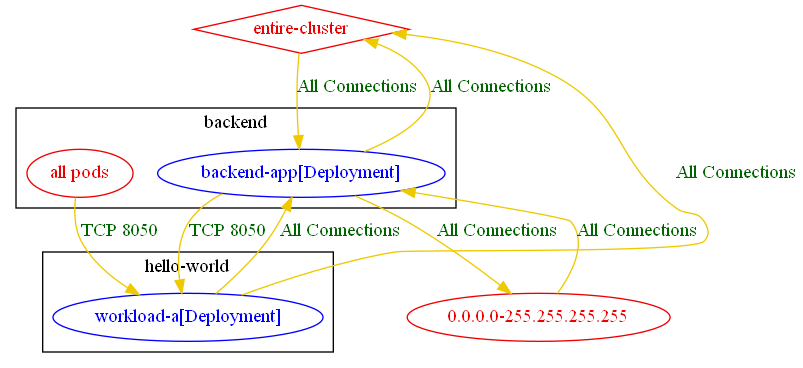 entire-cluster
All Connections
All Connections
backend
all pods
backend-app[Deployment]
All Connections
TCP 8050
TCP 8050
All Connections
All Connections
All Connections
hello-world
workload-a[Deployment]
0.0.0.0-255.255.255.255